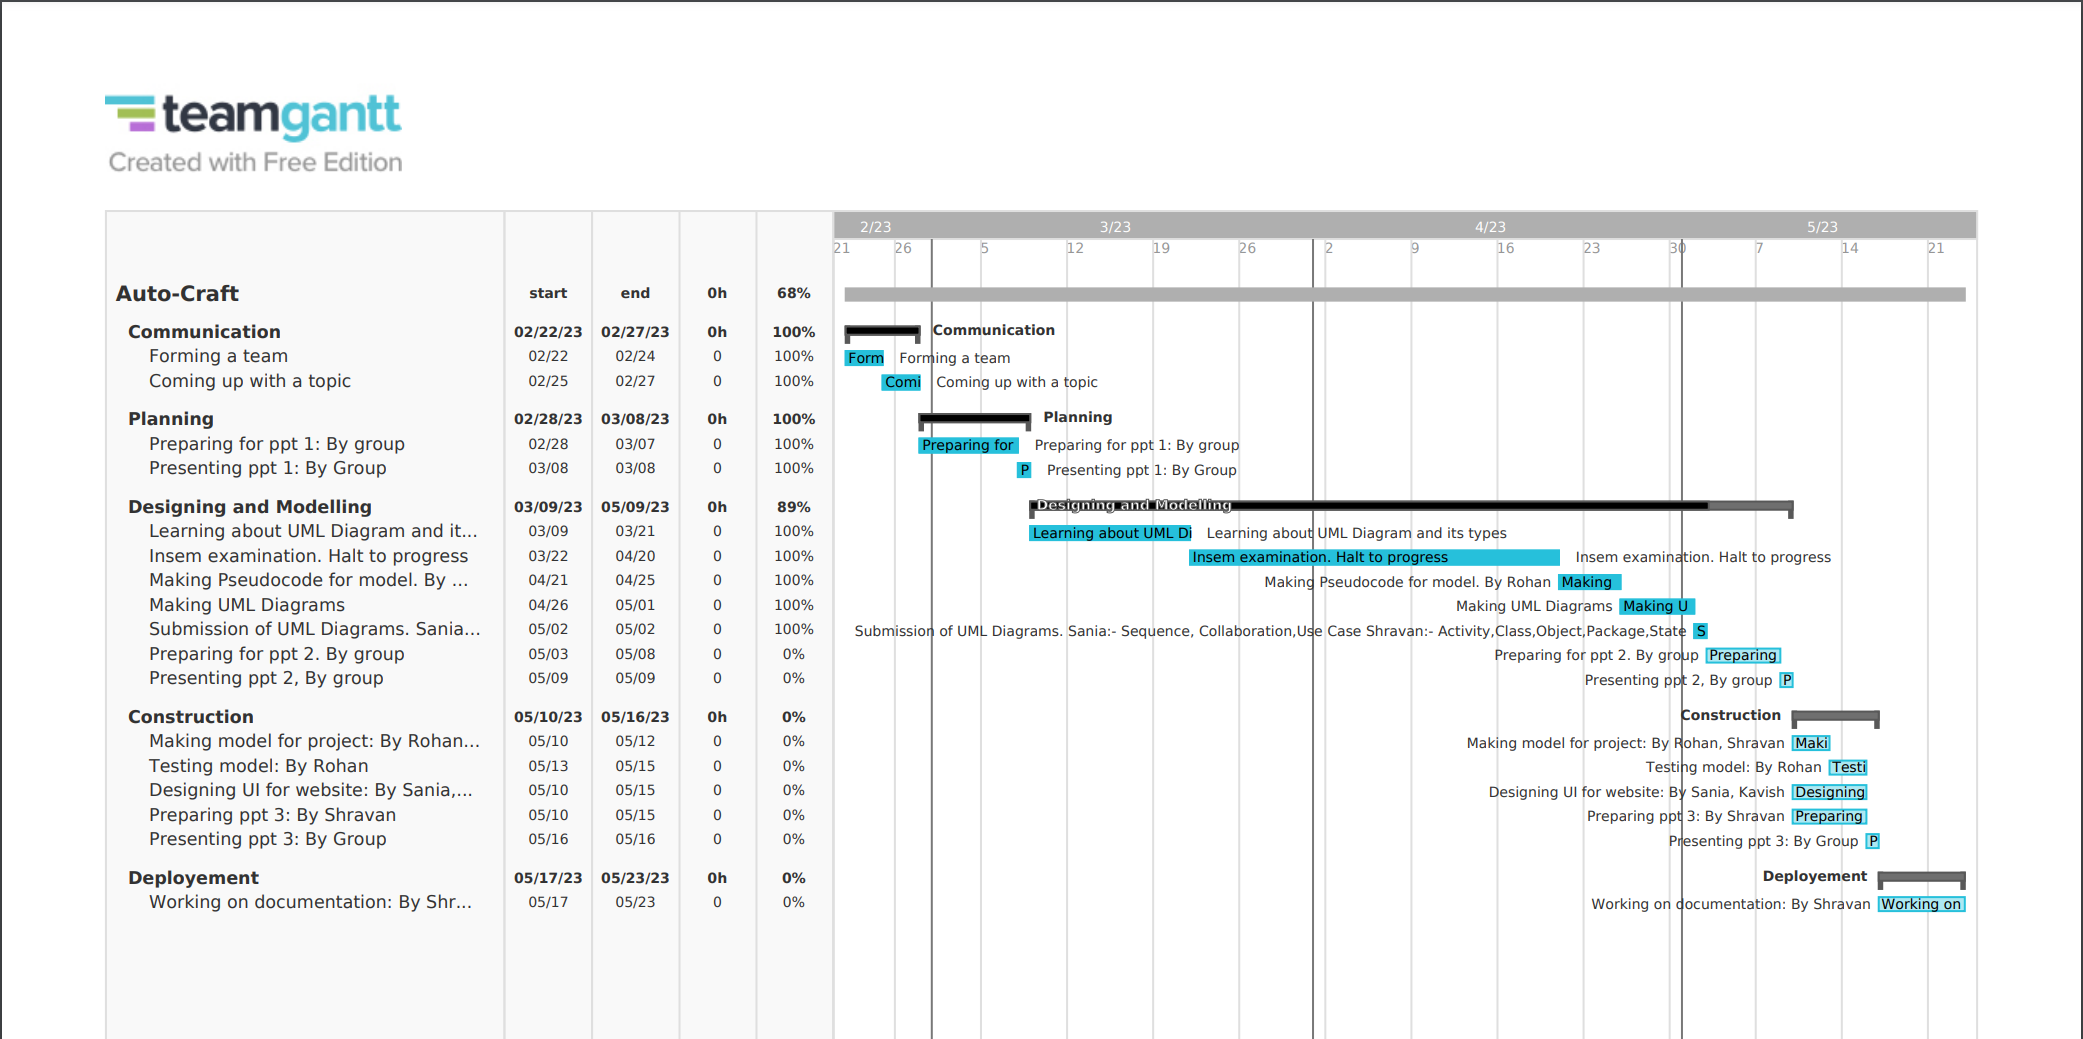 teamgantt
Created with Free Edition
2/23 3/23 4/23 5/23
21 26 5 12 19 26 2 9 16 23 30 7 14 21
Auto-Craft start end 0h 68%
Communication 02/22/23 02/27/23 0h 100% Communication
Forming a team 02/22 02/24 0 100% Form Forming a team
Coming up with a topic 02/25 02/27 0 100% Comi Coming up with a topic
Planning 02/28/23 03/08/23 0h 100% Planning
Preparing for ppt 1: By group 02/28 03/07 0 100% Preparing for Preparing for ppt 1: By group
Presenting ppt 1: By Group 03/08 03/08 0 100% P Presenting ppt 1: By Group
Designing and Modelling 03/09/23 05/09/23 0h 89% Designing and Modelling
Learning about UML Diagram and it... 03/09 03/21 0 100% Learning about UML Di Learning about UML Diagram and its types
Insem examination. Halt to progress 03/22 04/20 0 100% Insem examination. Halt to progress Insem examination. Halt to progress
Making Pseudocode for model. By ... 04/21 04/25 0 100% Making Pseudocode for model. By Rohan Making
Making UML Diagrams 04/26 05/01 0 100% Making UML Diagrams Making U
Submission of UML Diagrams. Sania... 05/02 05/02 0 100% Submission of UML Diagrams. Sania:- Sequence, Collaboration,Use Case Shravan:- Activity,Class,Object,Package,State S
Preparing for ppt 2. By group 05/03 05/08 0 0% Preparing for ppt 2. By group Preparing
Presenting ppt 2, By group 05/09 05/09 0 0% Presenting ppt 2, By group P
Construction 05/10/23 05/16/23 0h 0% Construction
Making model for project: By Rohan... 05/10 05/12 0 0% Making model for project: By Rohan, Shravan Maki
Testing model: By Rohan 05/13 05/15 0 0% Testing model: By Rohan Testi
Designing UI for website: By Sania,... 05/10 05/15 0 0% Designing UI for website: By Sania, Kavish Designing
Preparing ppt 3: By Shravan 05/10 05/15 0 0% Preparing ppt 3: By Shravan Preparing
Presenting ppt 3: By Group 05/16 05/16 0 0% Presenting ppt 3: By Group P
Deployement 05/17/23 05/23/23 0h 0% Deployement
Working on documentation: By Shr... 05/17 05/23 0 0% Working on documentation: By Shravan Working on